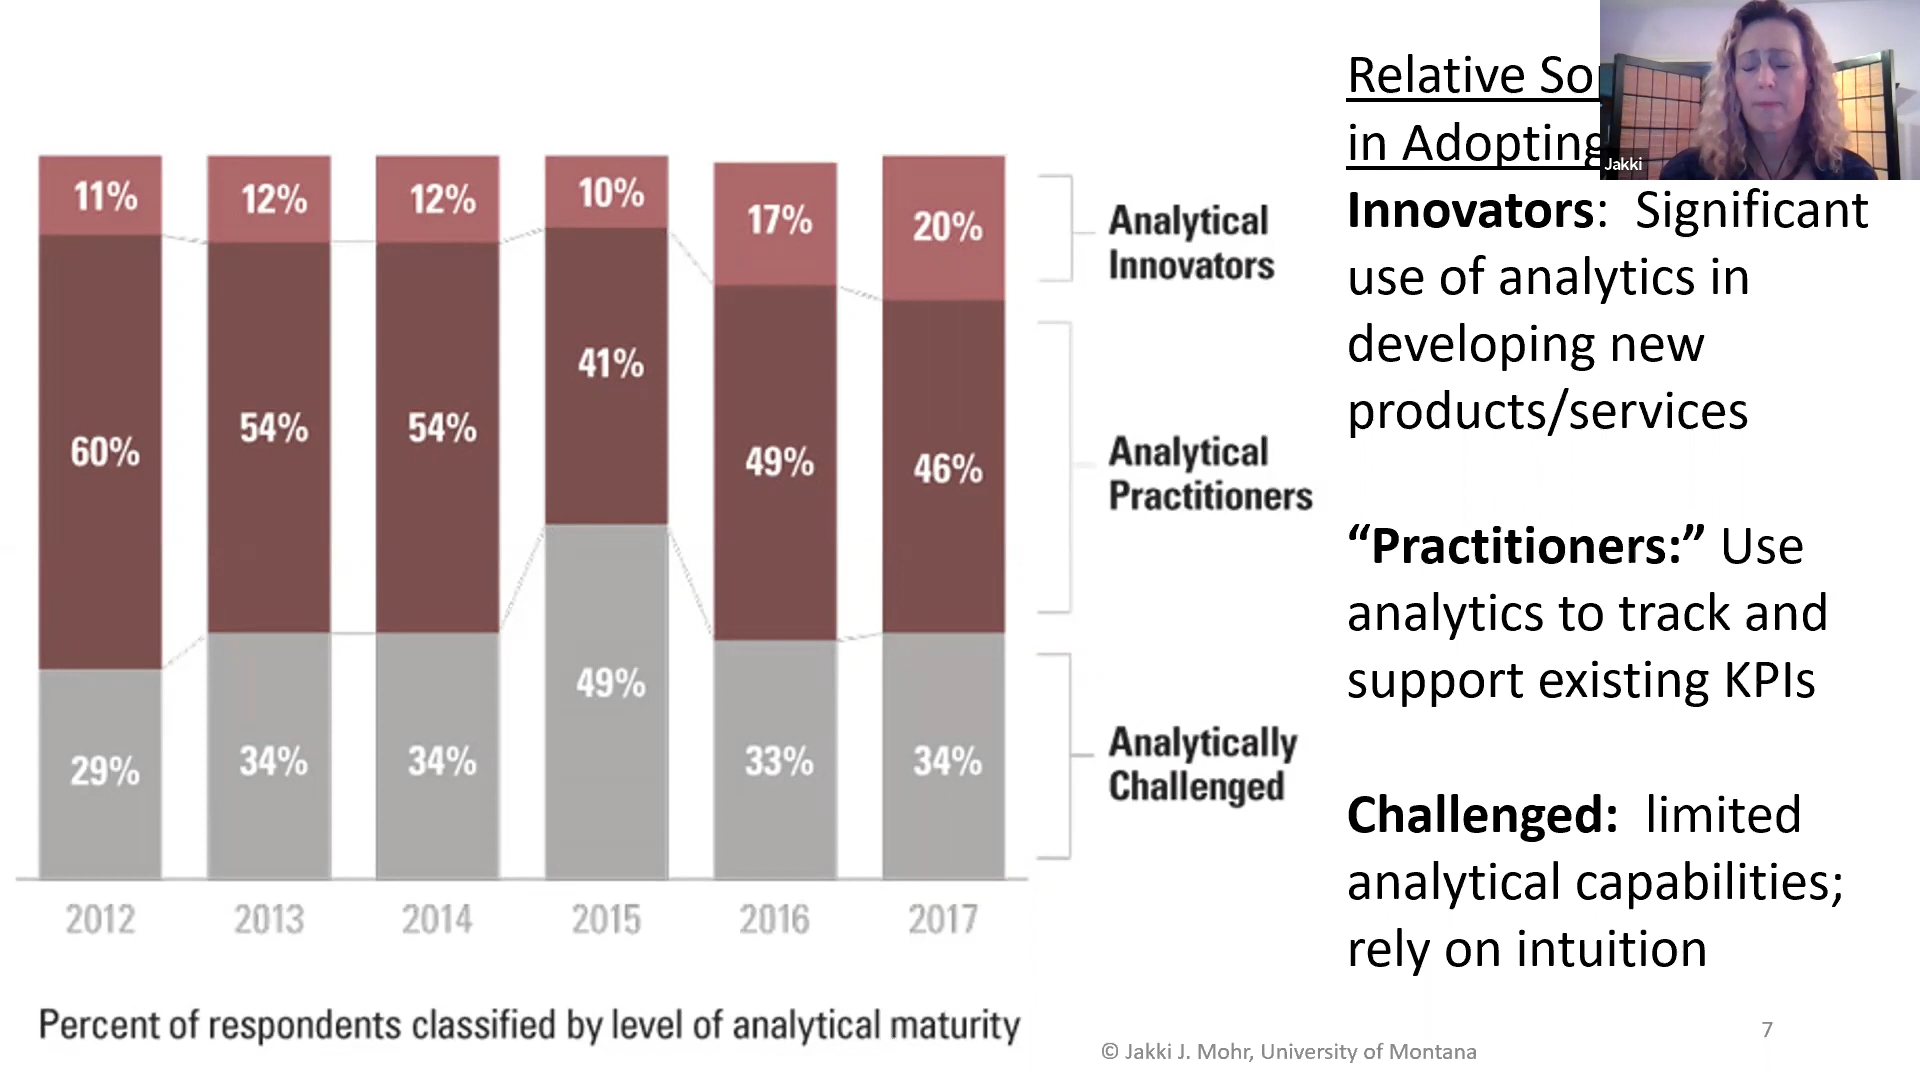 11%
12%
12%
10%
17%
20%
60%
54%
54%
41%
49%
46%
29%
34%
34%
49%
33%
34%
2012
2013
2014
2015
2016
2017
Analytical
Innovators
Analytical
Practitioners
Analytically
Challenged
Percent of respondents classified by level of analytical maturity
Relative
in Adopting
Innovators: Significant
use of analytics in
developing new
products/services
“Practitioners:” Use
analytics to track and
support existing KPIs
Challenged: limited
analytical capabilities;
rely on intuition
Jakki
© Jakki J. Mohr, University of Montana
7